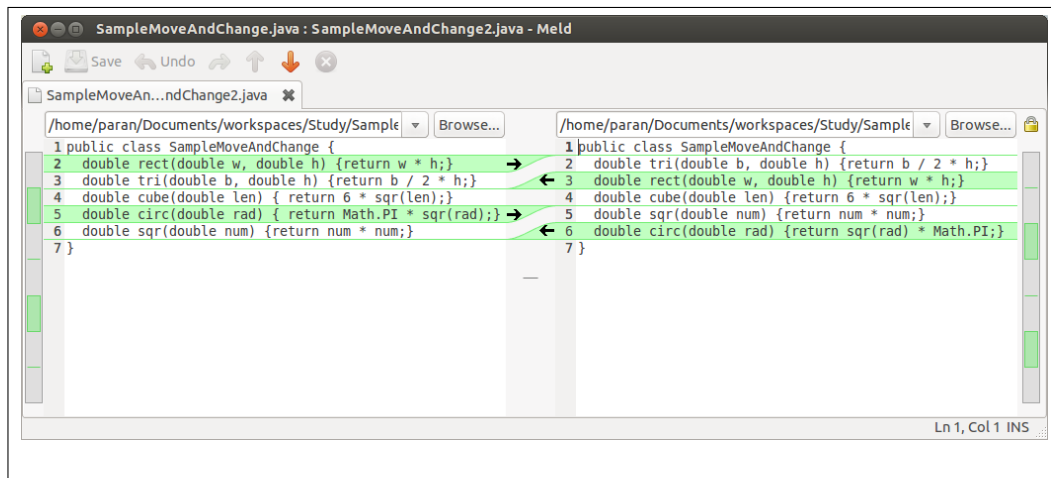 SampleMoveAndChange.java : SampleMoveAndChange2.java - Meld
Save Undo
SampleMoveAn...ndChange2.java
/home/paran/Documents/workspaces/Study/Sample Browse...
1 public class SampleMoveAndChange {
2 double rect(double w, double h) {return w * h;}
3 double tri(double b, double h) {return b / 2 * h;}
4 double cube(double len) { return 6 * sqr(len);}
5 double circ(double rad) { return Math.PI * sqr(rad);}
6 double sqr(double num) {return num * num;}
7 }
/home/paran/Documents/workspaces/Study/Sample Browse...
1 public class SampleMoveAndChange {
2 double tri(double b, double h) {return b / 2 * h;}
3 double rect(double w, double h) {return w * h;}
4 double cube(double len) {return 6 * sqr(len);}
5 double sqr(double num) {return num * num;}
6 double circ(double rad) {return sqr(rad) * Math.PI;}
7 }
Ln 1, Col 1 INS